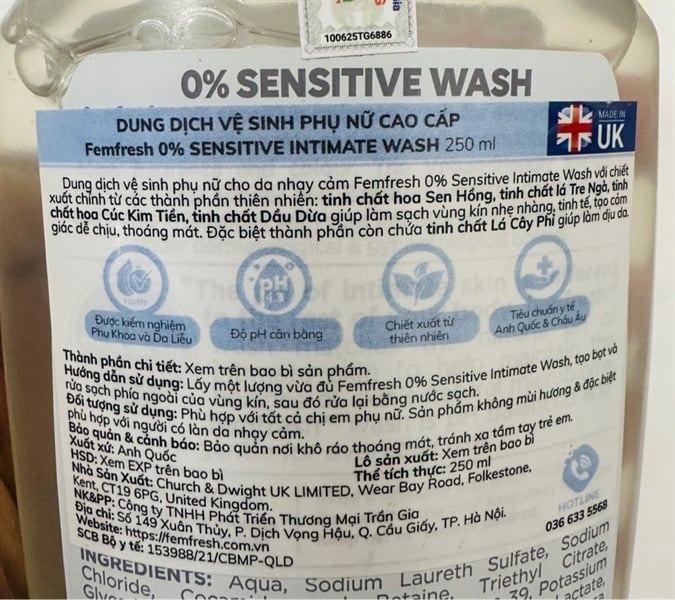 100625TG6886
0% SENSITIVE WASH
DUNG DỊCH VỆ SINH PHỤ NỮ CAO CẤP
Femfresh 0% SENSITIVE INTIMATE WASH 250 ml
MADE IN
UK
Dung dịch vệ sinh phụ nữ cho da nhạy cảm Femfresh 0% Sensitive Intimate Wash với chiết
xuất chính từ các thành phần thiên nhiên: tinh chất hoa Sen Hồng, tinh chất lá Tre Ngà, tinh
chất hoa Cúc Kim Tiền, tinh chất Dầu Dừa giúp làm sạch vùng kín nhẹ nhàng, tinh tế, tạo cảm
giác dễ chịu, thoáng mát. Đặc biệt thành phần còn chứa tinh chất Lá Cây Phỉ giúp làm dịu da.
pH
Được kiểm nghiệm
Phụ Khoa và Da Liễu
Độ pH cân bằng
Chiết xuất từ
thiên nhiên
Tiêu chuẩn y tế
Anh Quốc & Châu Âu
Thành phần chi tiết: Xem trên bao bì sản phẩm.
Hướng dẫn sử dụng: Lấy một lượng vừa đủ Femfresh 0% Sensitive Intimate Wash, tạo bọt và
rửa sạch phía ngoài của vùng kín, sau đó rửa lại bằng nước sạch.
Đối tượng sử dụng: Phù hợp với tất cả chị em phụ nữ. Sản phẩm không mùi hương & đặc biệt
phù hợp với người có làn da nhạy cảm.
Bảo quản & cảnh báo: Bảo quản nơi khô ráo thoáng mát, tránh xa tầm tay trẻ em.
Xuất xứ: Anh Quốc
Lô sản xuất: Xem trên bao bì
HSD: Xem EXP trên bao bì
Thể tích thực: 250 ml
Nhà Sản Xuất: Church & Dwight UK LIMITED, Wear Bay Road, Folkestone,
Kent, CT19 6PG, United Kingdom.
NK&PP: Công ty TNHH Phát Triển Thương Mại Trần Gia
Địa chỉ: Số 149 Xuân Thủy, P. Dịch Vọng Hậu, Q. Cầu Giấy, TP. Hà Nội.
Website: https://femfresh.com.vn
SCB Bộ y tế: 153988/21/CBMP-QLD
HOTLINE
036 633 5568
INGREDIENTS: Aqua, Sodium Laureth Sulfate, Sodium
Chloride, Betaine, Triethyl Citrate,
39, Potassium
Lactate,